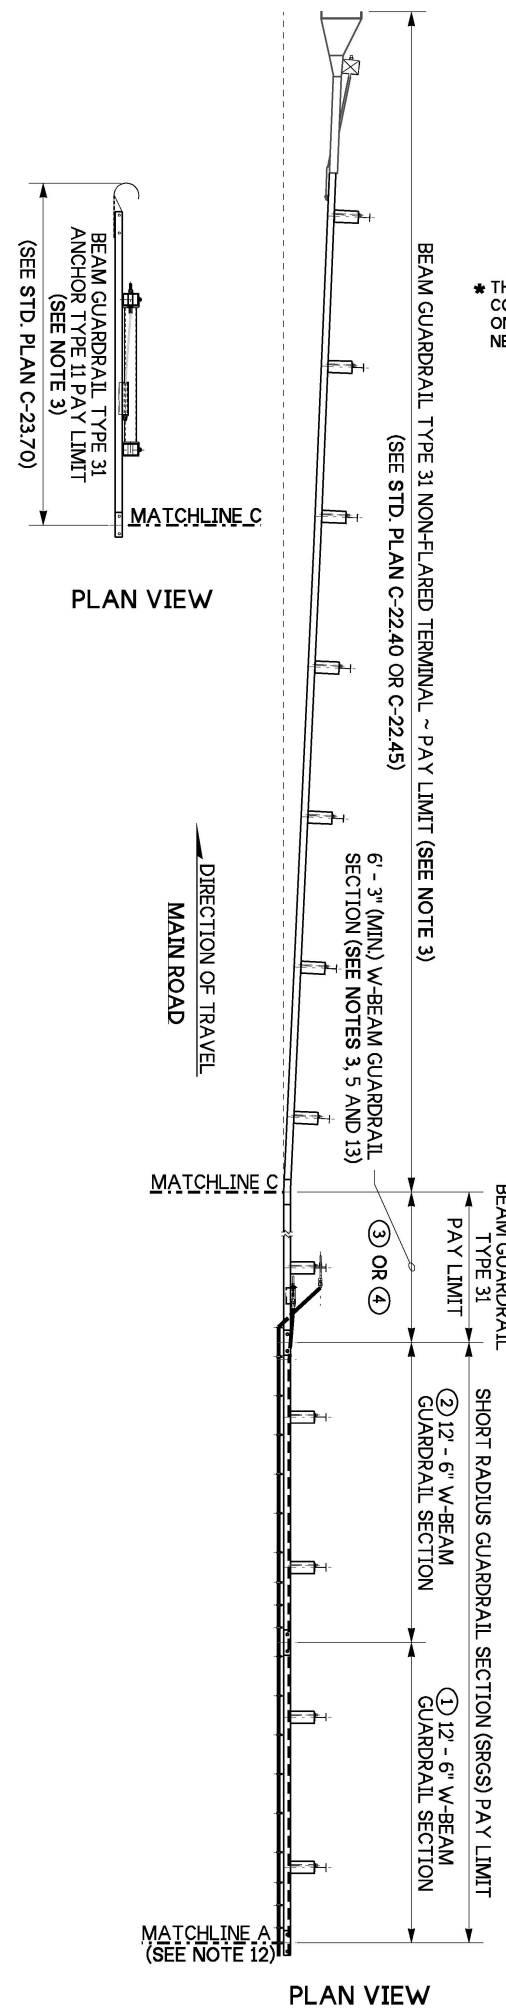 * TH
CO
ON
NE
BEAM GUARDRAIL TYPE 31 NON-FLARED TERMINAL ~ PAY LIMIT (SEE NOTE 3)
(SEE STD. PLAN C-22.40 OR C-22.45)
BEAM GUARDRAIL TYPE 31
ANCHOR TYPE 11 PAY LIMIT
(SEE NOTE 3)
(SEE STD. PLAN C-23.70)
MATCHLINE C
PLAN VIEW
6' - 3" (MIN.) W-BEAM GUARDRAIL
SECTION (SEE NOTES 3, 5 AND 13)
DIRECTION OF TRAVEL
MAIN ROAD
MATCHLINE C
3 OR 4
BEAM GUARDRAIL
TYPE 31
PAY LIMIT
SHORT RADIUS GUARDRAIL SECTION (SRGS) PAY LIMIT
2 12' - 6" W-BEAM
GUARDRAIL SECTION
1 12' - 6" W-BEAM
GUARDRAIL SECTION
MATCHLINE A
(SEE NOTE 12)
PLAN VIEW